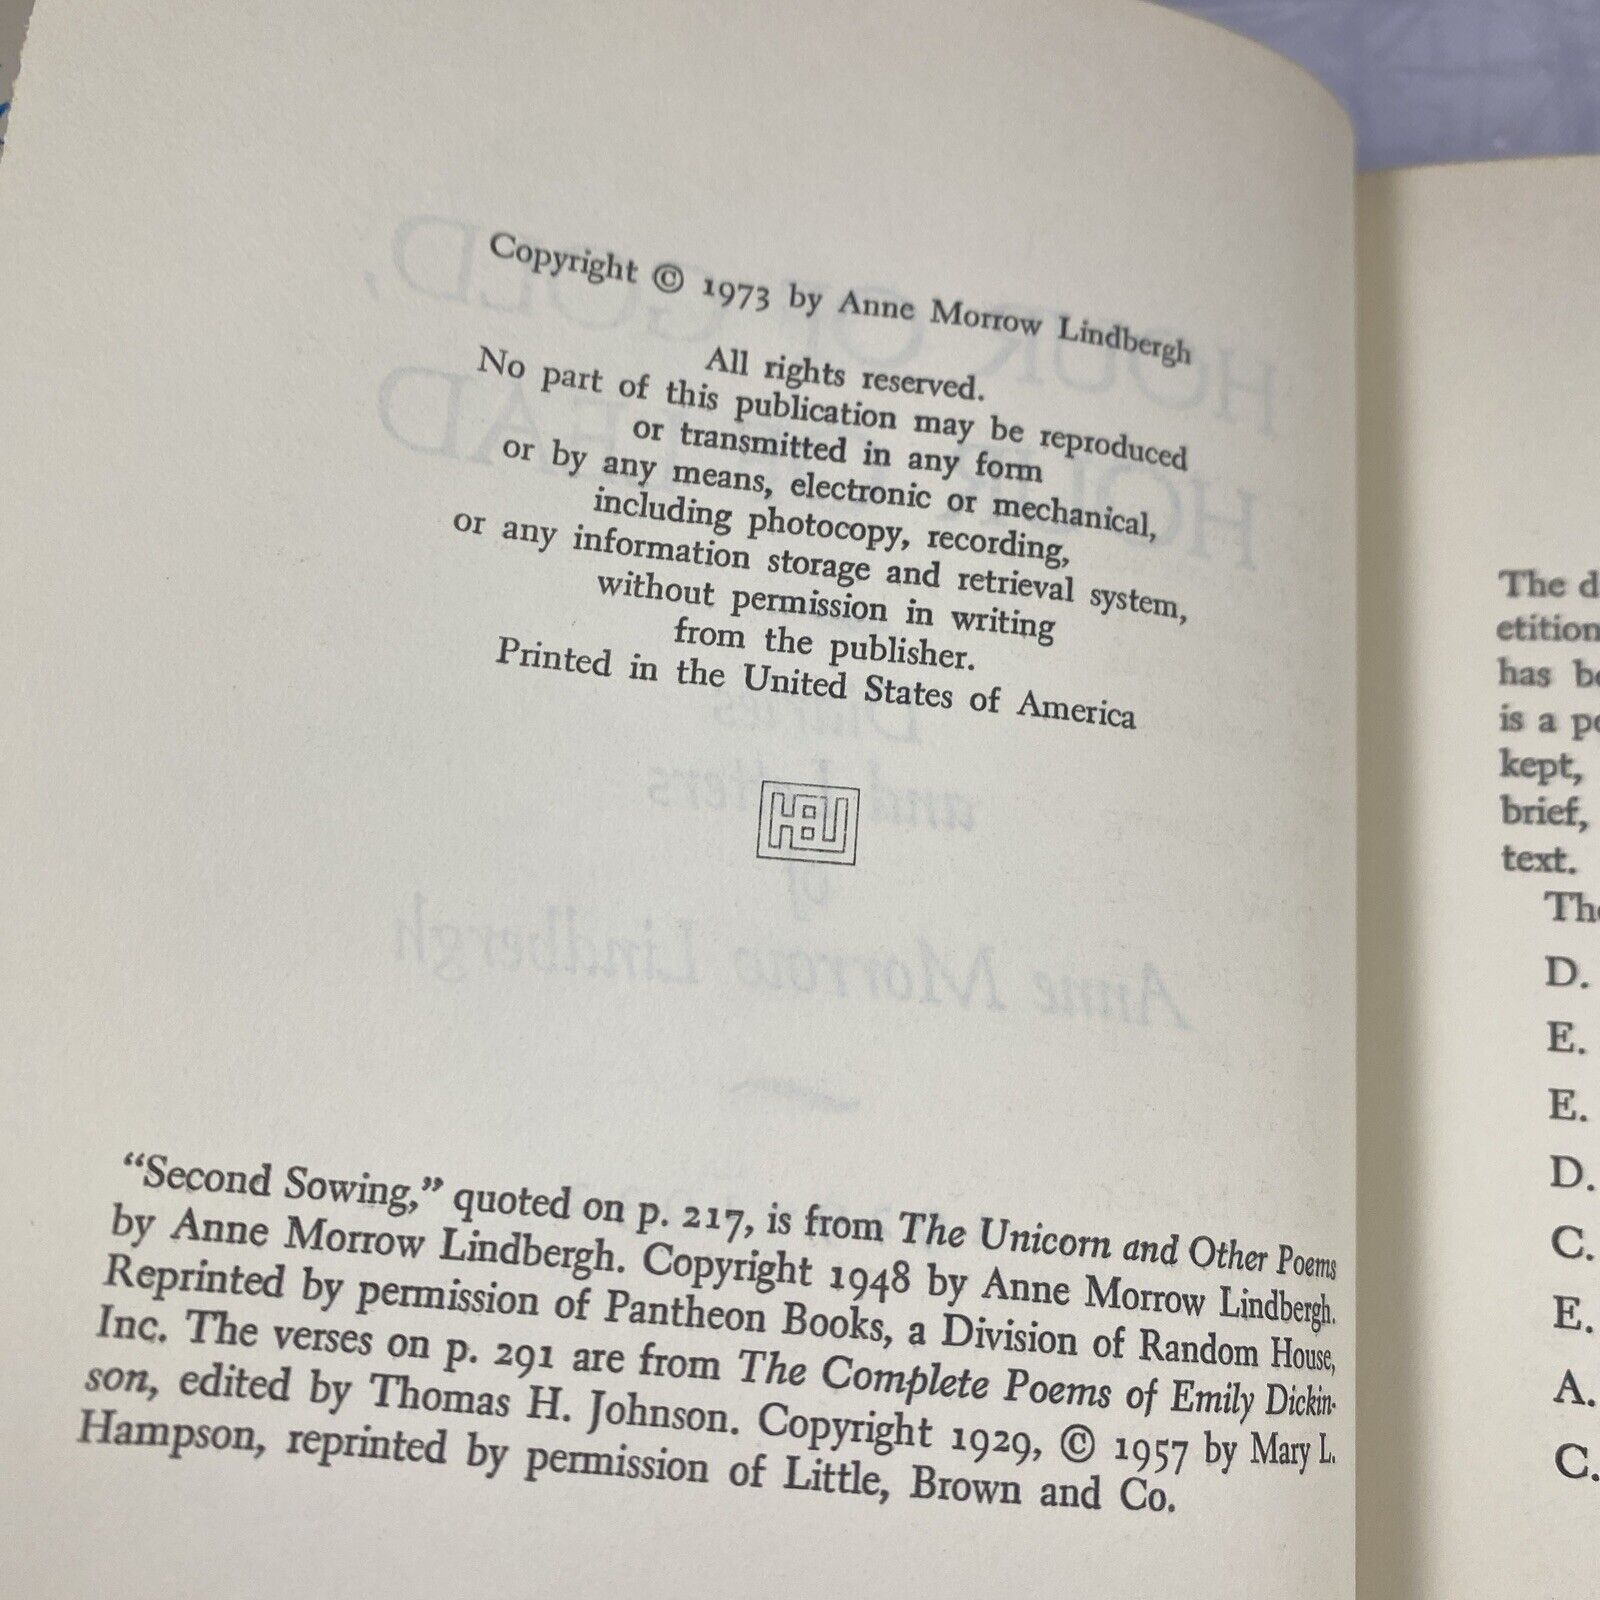 Copyright © 1973 by Anne Morrow Lindbergh
All rights reserved.
No part of this publication may be reproduced
or transmitted in any form
or by any means, electronic or mechanical,
including photocopy, recording,
or any information storage and retrieval system,
without permission in writing
from the publisher.
Printed in the United States of America
HBJ
"Second Sowing," quoted on p. 217, is from The Unicorn and Other Poems
by Anne Morrow Lindbergh. Copyright 1948 by Anne Morrow Lindbergh.
Reprinted by permission of Pantheon Books, a Division of Random House,
Inc. The verses on p. 291 are from The Complete Poems of Emily Dickin-
son, edited by Thomas H. Johnson. Copyright 1929, © 1957 by Mary L.
Hampson, reprinted by permission of Little, Brown and Co.
The
etition
has
is a
kept,
brief,
text.
D.
E.
E.
D.
C.
E.
A.
C.